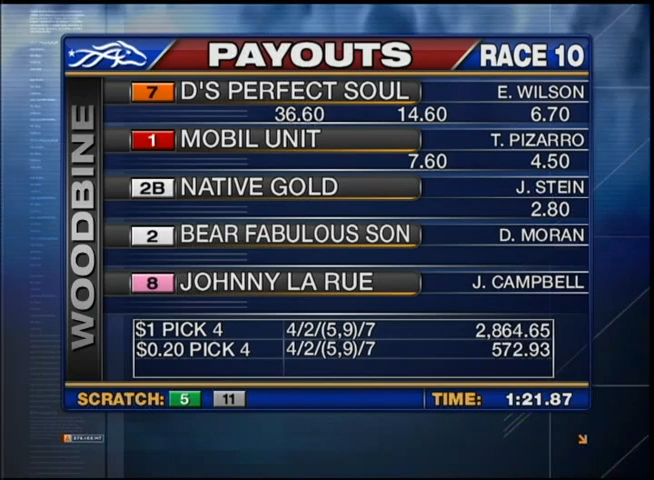 PAYOUTS
RACE 10
WOODBINE
7 D'S PERFECT SOUL E. WILSON
36.60 14.60 6.70
1 MOBIL UNIT T. PIZARRO
7.60 4.50
2B NATIVE GOLD J. STEIN
2.80
2 BEAR FABULOUS SON D. MORAN
8 JOHNNY LA RUE J. CAMPBELL
$1 PICK 4 4/2/(5,9)/7 2,864.65
$0.20 PICK 4 4/2/(5,9)/7 572.93
SCRATCH: 5 11 TIME: 1:21.87